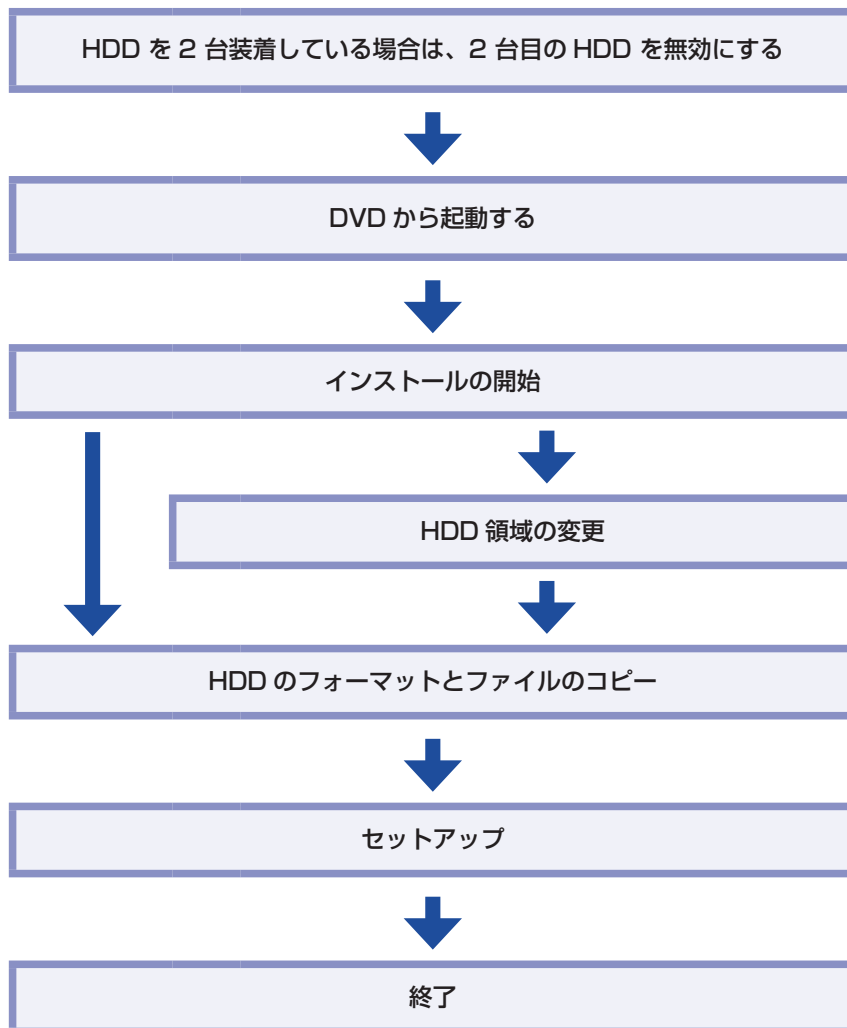 HDD を 2 台装着している場合は、2 台目の HDD を無効にする
DVD から起動する
インストールの開始
HDD 領域の変更
HDD のフォーマットとファイルのコピー
セットアップ
終了